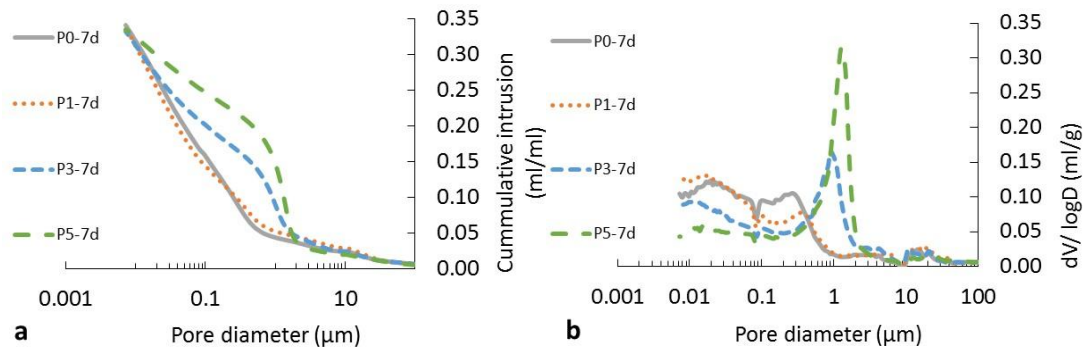 P0-7d
P1-7d
P3-7d
P5-7d
0.35
0.30
0.25
0.20
0.15
0.10
0.05
0.00
Cummulative intrusion
(ml/ml)
0.001 0.1 10
Pore diameter (µm)
a
P0-7d
P1-7d
P3-7d
P5-7d
0.35
0.30
0.25
0.20
0.15
0.10
0.05
0.00
dV/ logD (ml/g)
0.001 0.01 0.1 1 10 100
Pore diameter (µm)
b